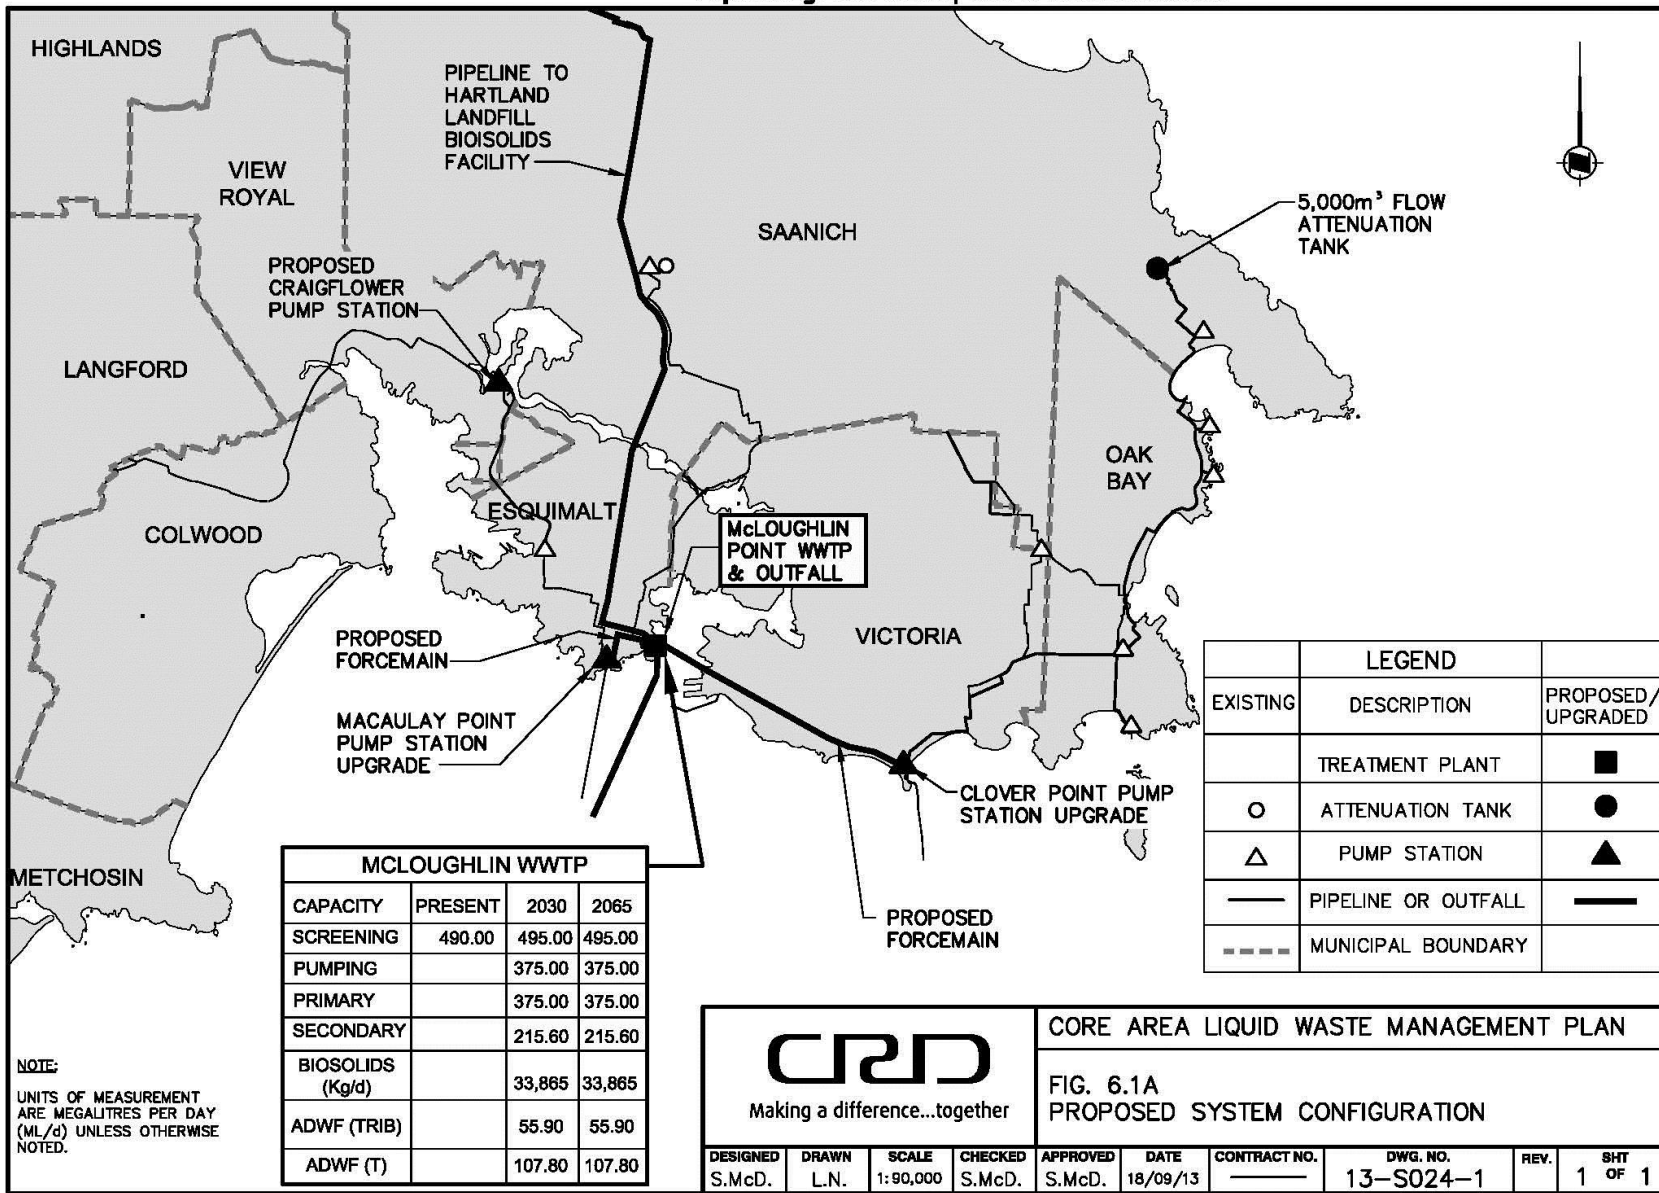 HIGHLANDS
PIPELINE TO
HARTLAND
LANDFILL
BIOISOLIDS
FACILITY
VIEW
ROYAL
SAANICH
5,000m³ FLOW
ATTENUATION
TANK
PROPOSED
CRAIGFLOWER
PUMP STATION
LANGFORD
OAK
BAY
ESQUIMALT
COLWOOD
McLOUGHLIN
POINT WWTP
& OUTFALL
PROPOSED
FORCEMAIN
VICTORIA
MACAULAY POINT
PUMP STATION
UPGRADE
CLOVER POINT PUMP
STATION UPGRADE
METCHOSIN
PROPOSED
FORCEMAIN
LEGEND
EXISTING DESCRIPTION PROPOSED/
UPGRADED
TREATMENT PLANT
ATTENUATION TANK
PUMP STATION
PIPELINE OR OUTFALL
MUNICIPAL BOUNDARY
MCLOUGHLIN WWTP
CAPACITY PRESENT 2030 2065
SCREENING 490.00 495.00 495.00
PUMPING 375.00 375.00
PRIMARY 375.00 375.00
SECONDARY 215.60 215.60
BIOSOLIDS
(Kg/d) 33,865 33,865
ADWF (TRIB) 55.90 55.90
ADWF (T) 107.80 107.80
NOTE:
UNITS OF MEASUREMENT
ARE MEGALITRES PER DAY
(ML/d) UNLESS OTHERWISE
NOTED.
CRD
Making a difference...together
CORE AREA LIQUID WASTE MANAGEMENT PLAN
FIG. 6.1A
PROPOSED SYSTEM CONFIGURATION
DESIGNED DRAWN SCALE CHECKED APPROVED DATE CONTRACT NO. DWG. NO. REV. SHT
S.McD. L.N. 1:90,000 S.McD. S.McD. 18/09/13 13-S024-1 1 OF 1